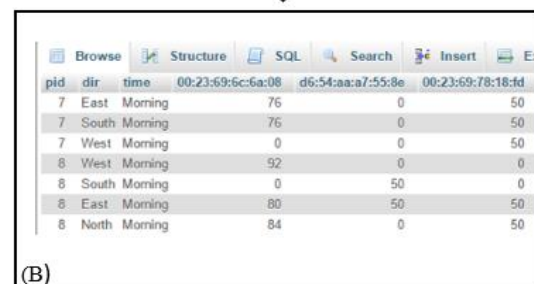 Browse Structure SQL Search Insert E
pid dir time 00:23:69:6c:6a:08 d6:54:aa:a7:55:8e 00:23:69:78:18:fd
7 East Morning 76 0 50
7 South Morning 76 0 50
7 West Morning 0 0 50
8 West Morning 92 0 0
8 South Morning 0 50 0
8 East Morning 80 50 50
8 North Morning 84 0 50
(B)